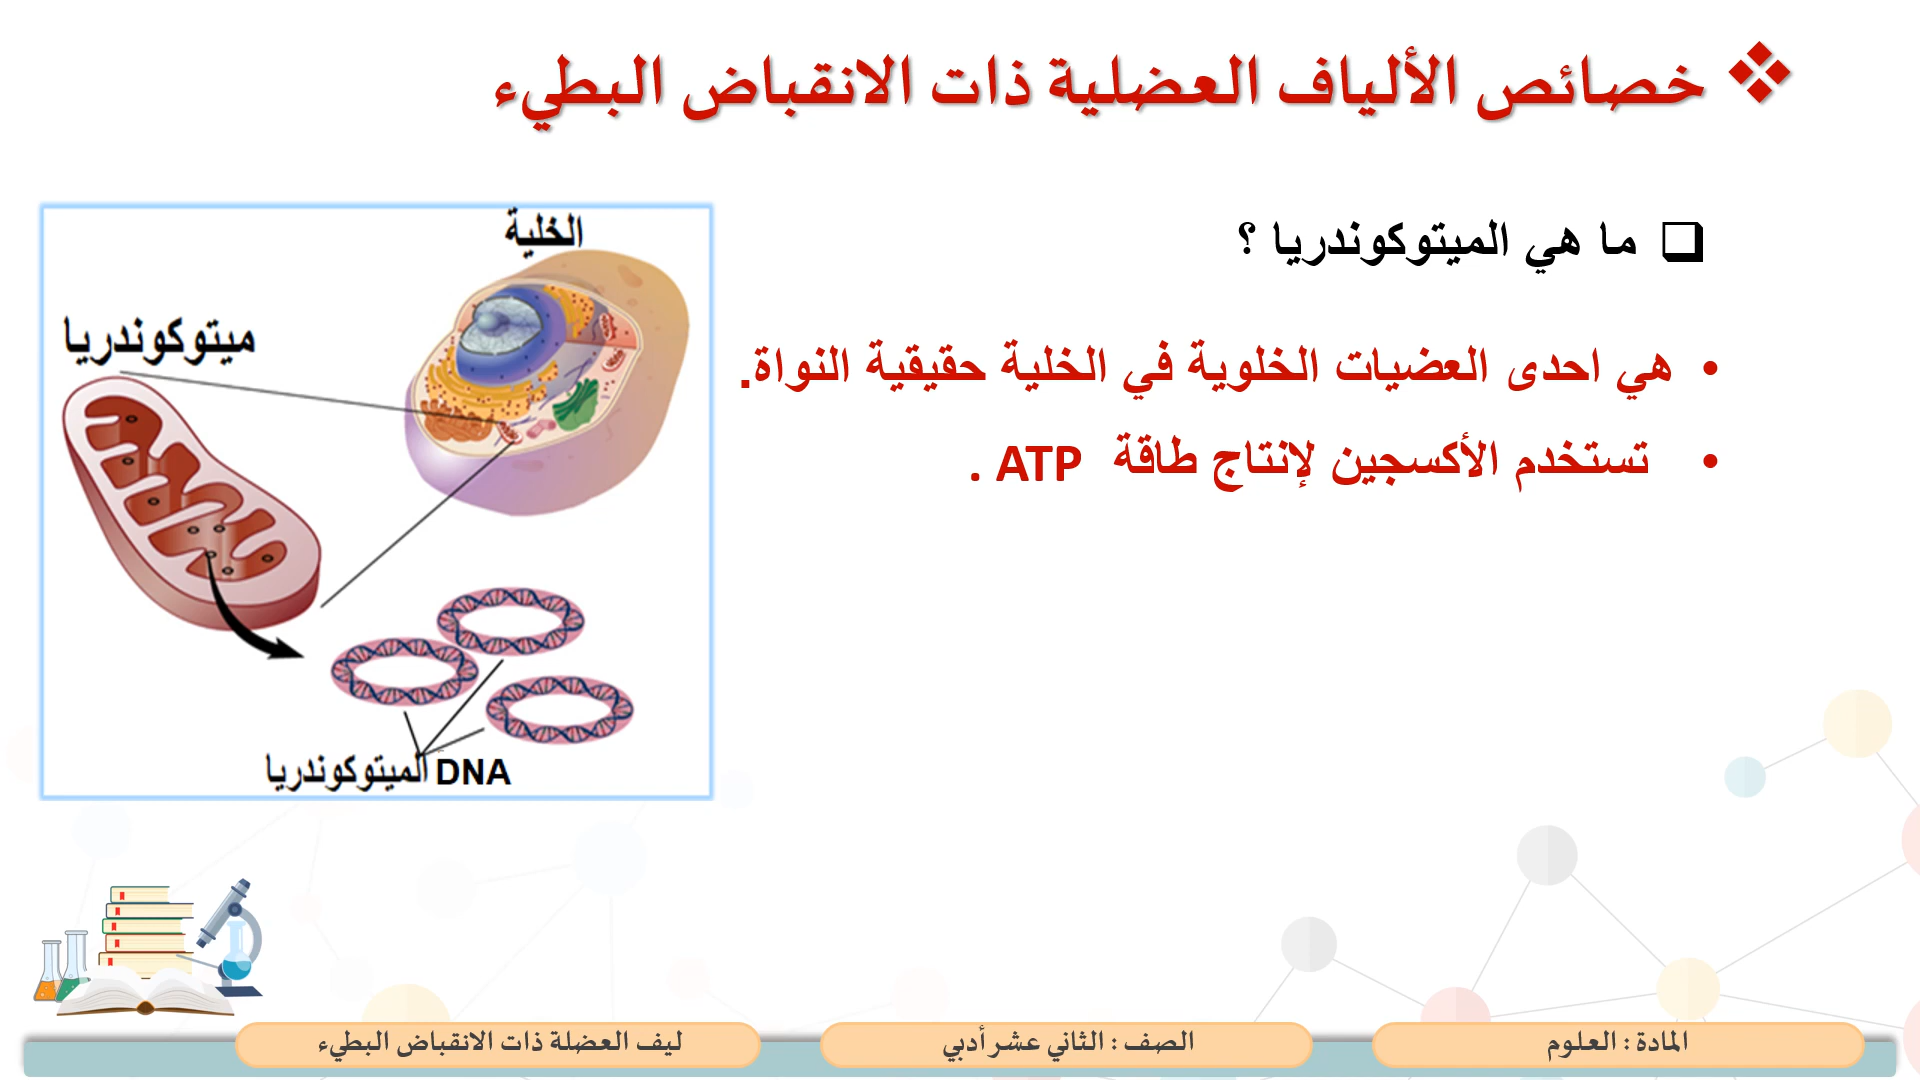 خصائص الألياف العضلية ذات الانقباض البطيء
ما هي الميتوكوندريا ؟
هي احدى العضيات الخلوية في الخلية حقيقية النواة.
تستخدم الأكسجين لإنتاج طاقة ATP .
الخلية
ميتوكوندريا
DNA الميتوكوندريا
المادة : العلوم
الصف : الثاني عشر أدبي
ليف العضلة ذات الانقباض البطيء